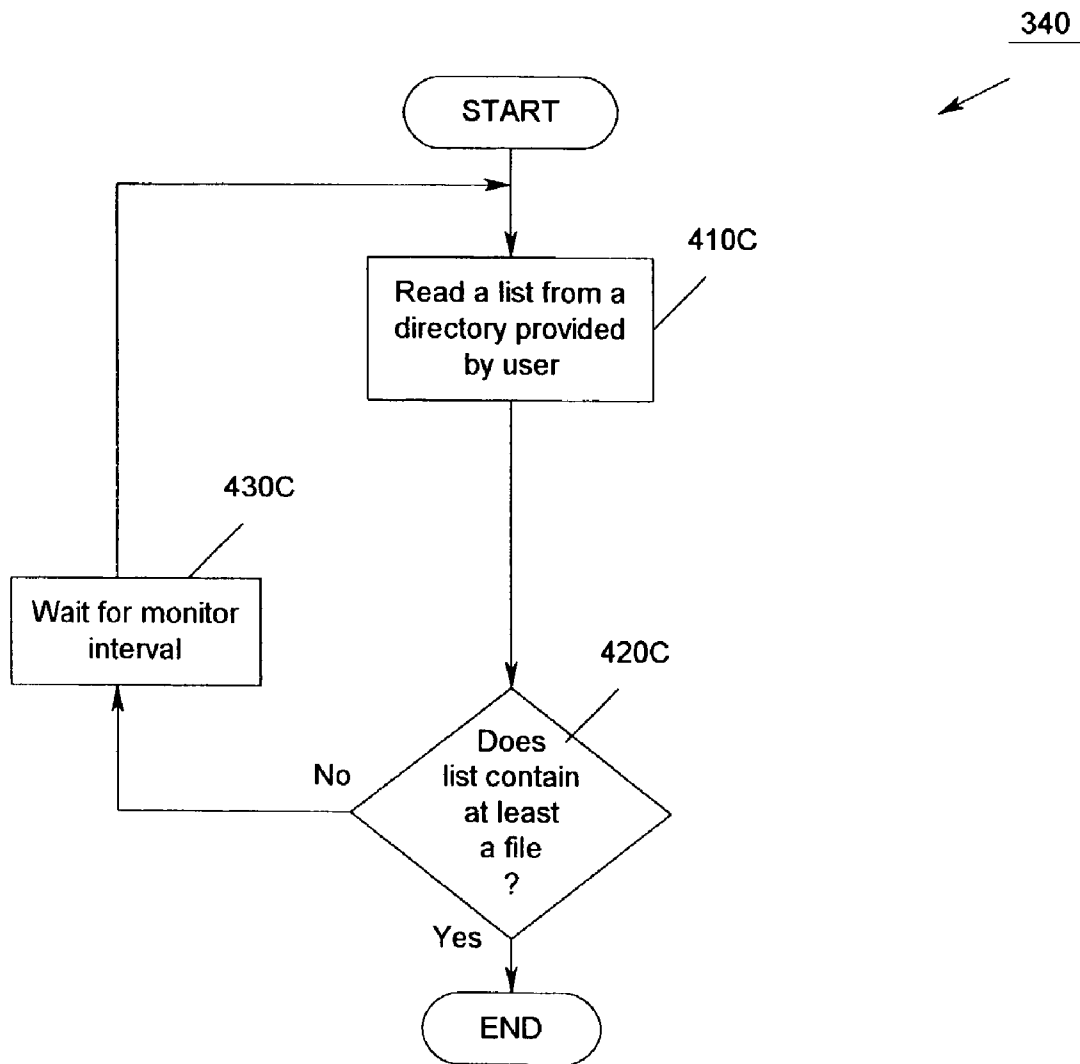 340
START
410C
Read a list from a
directory provided
by user
430C
Wait for monitor
interval
420C
Does
list contain
at least
a file
?
No
Yes
END